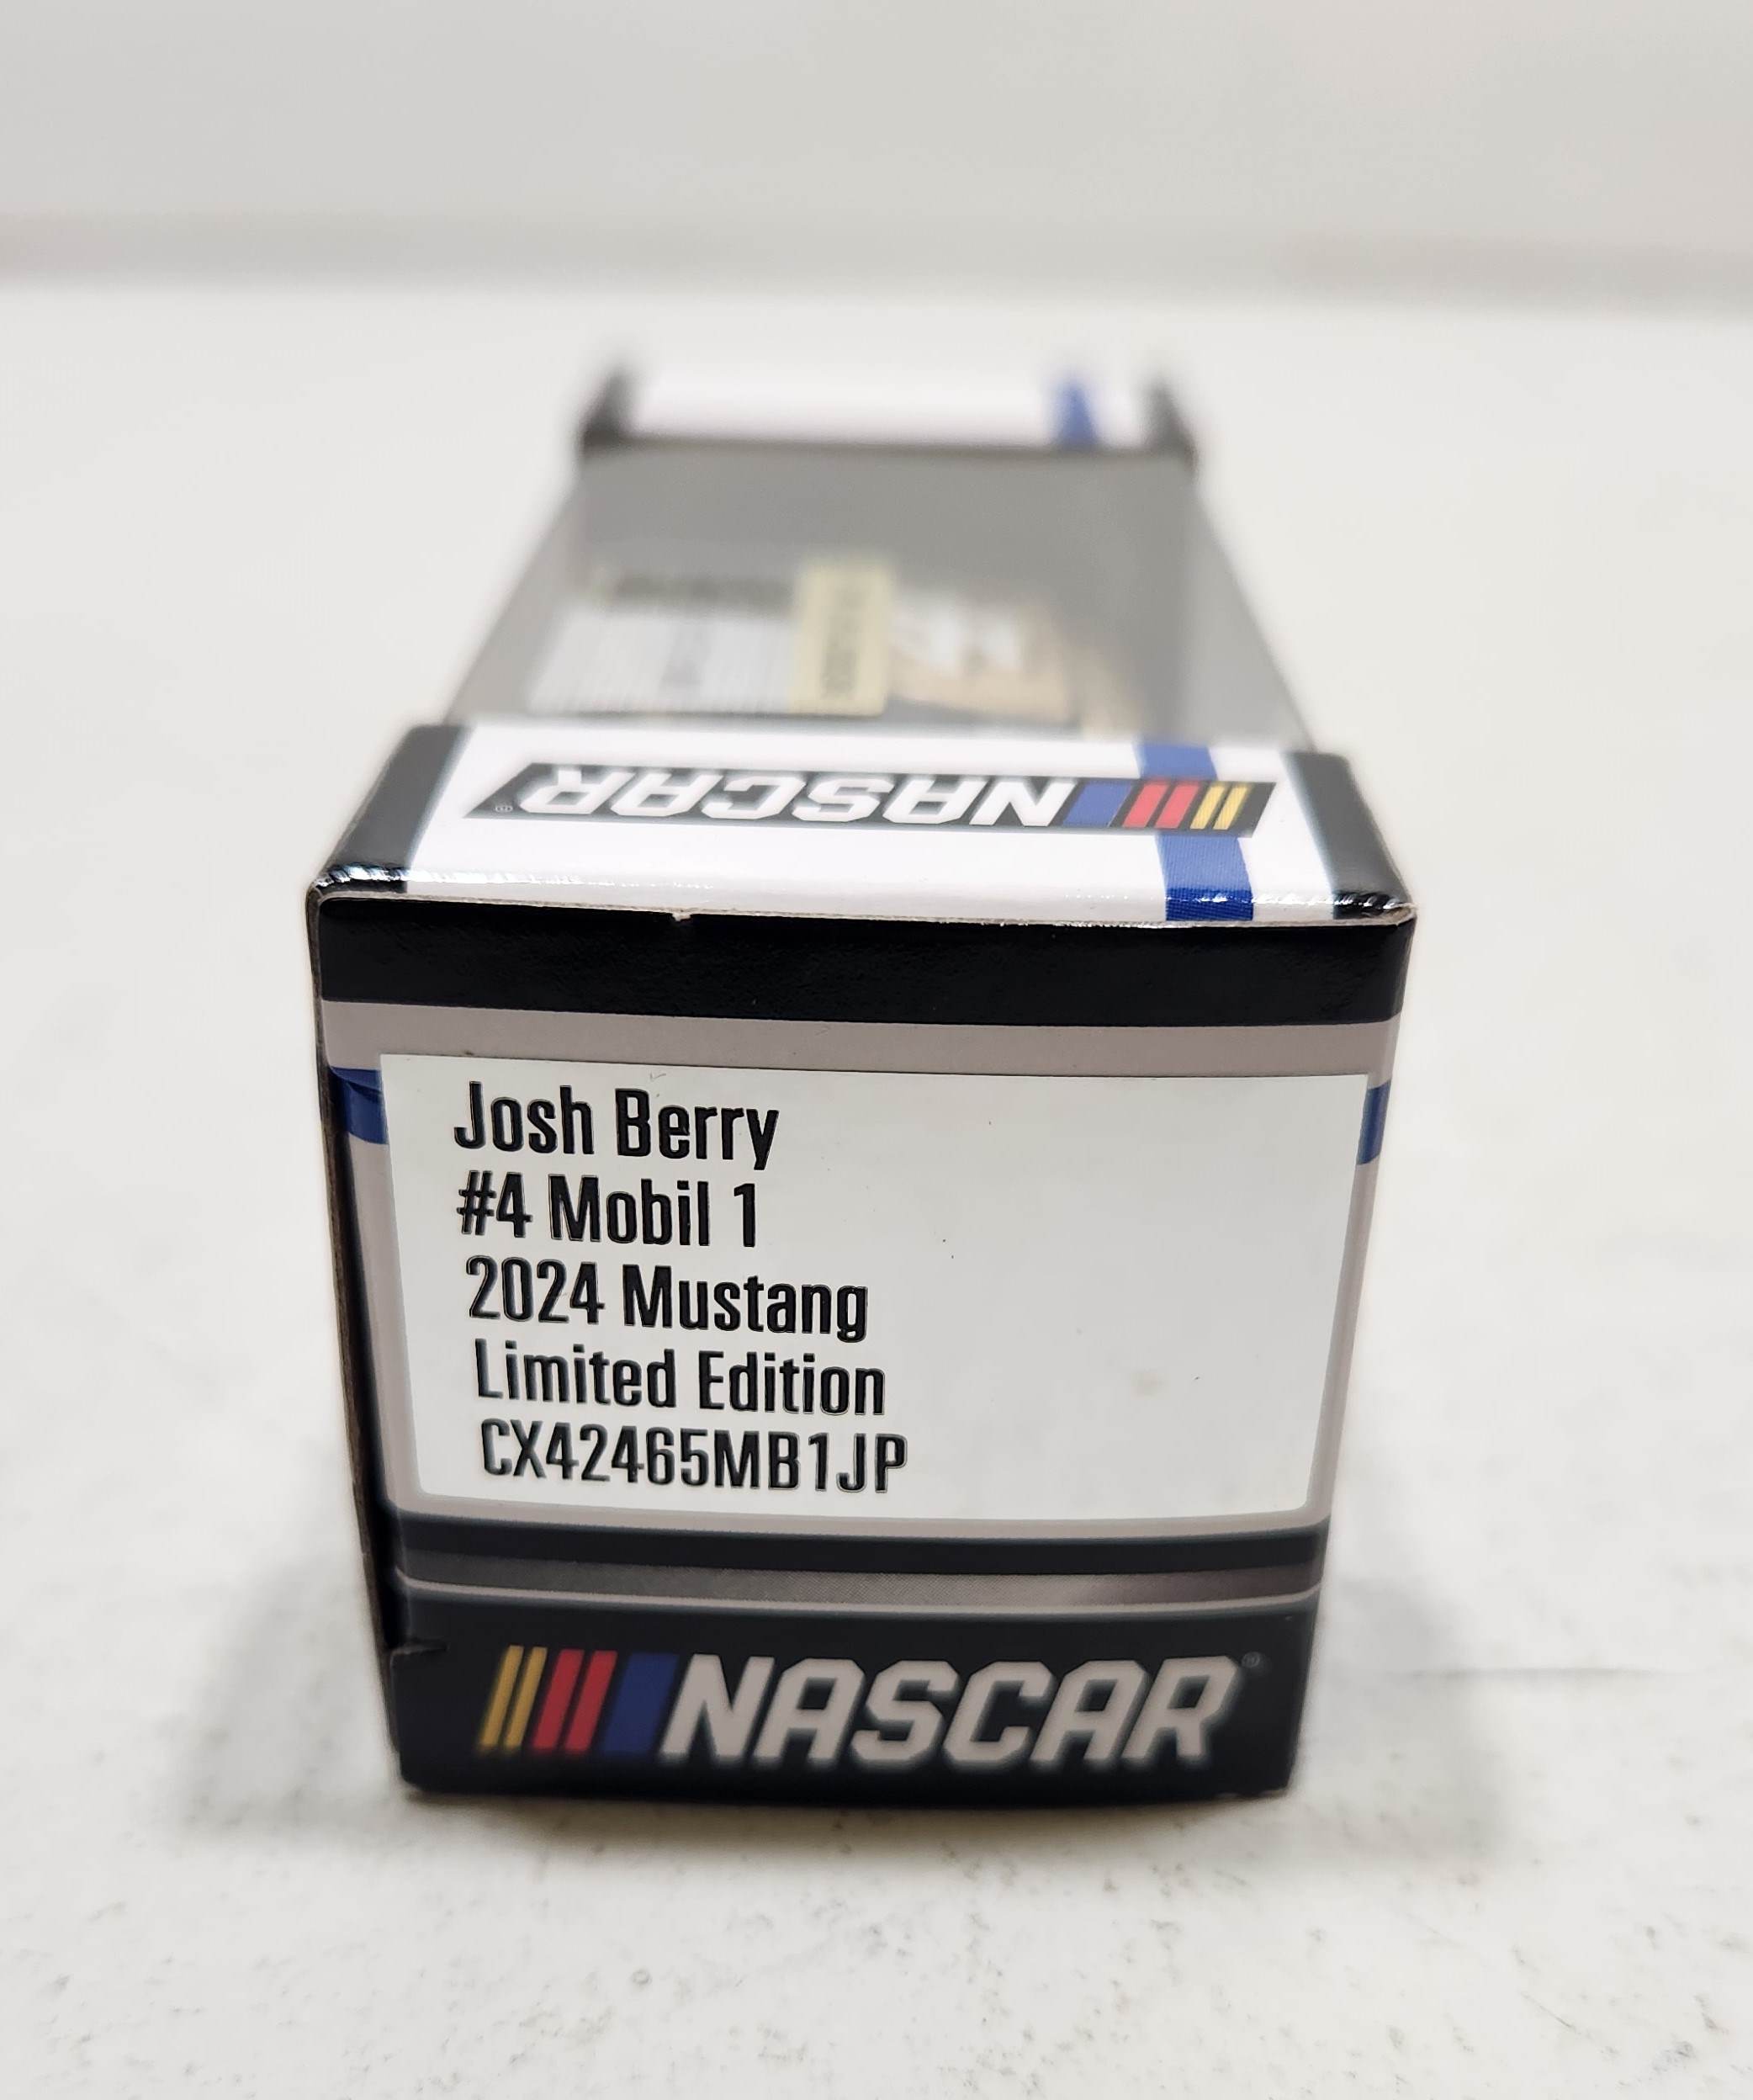 NASCAR®
Josh Berry
#4 Mobil 1
2024 Mustang
Limited Edition
CX42465MB1JP
NASCAR®